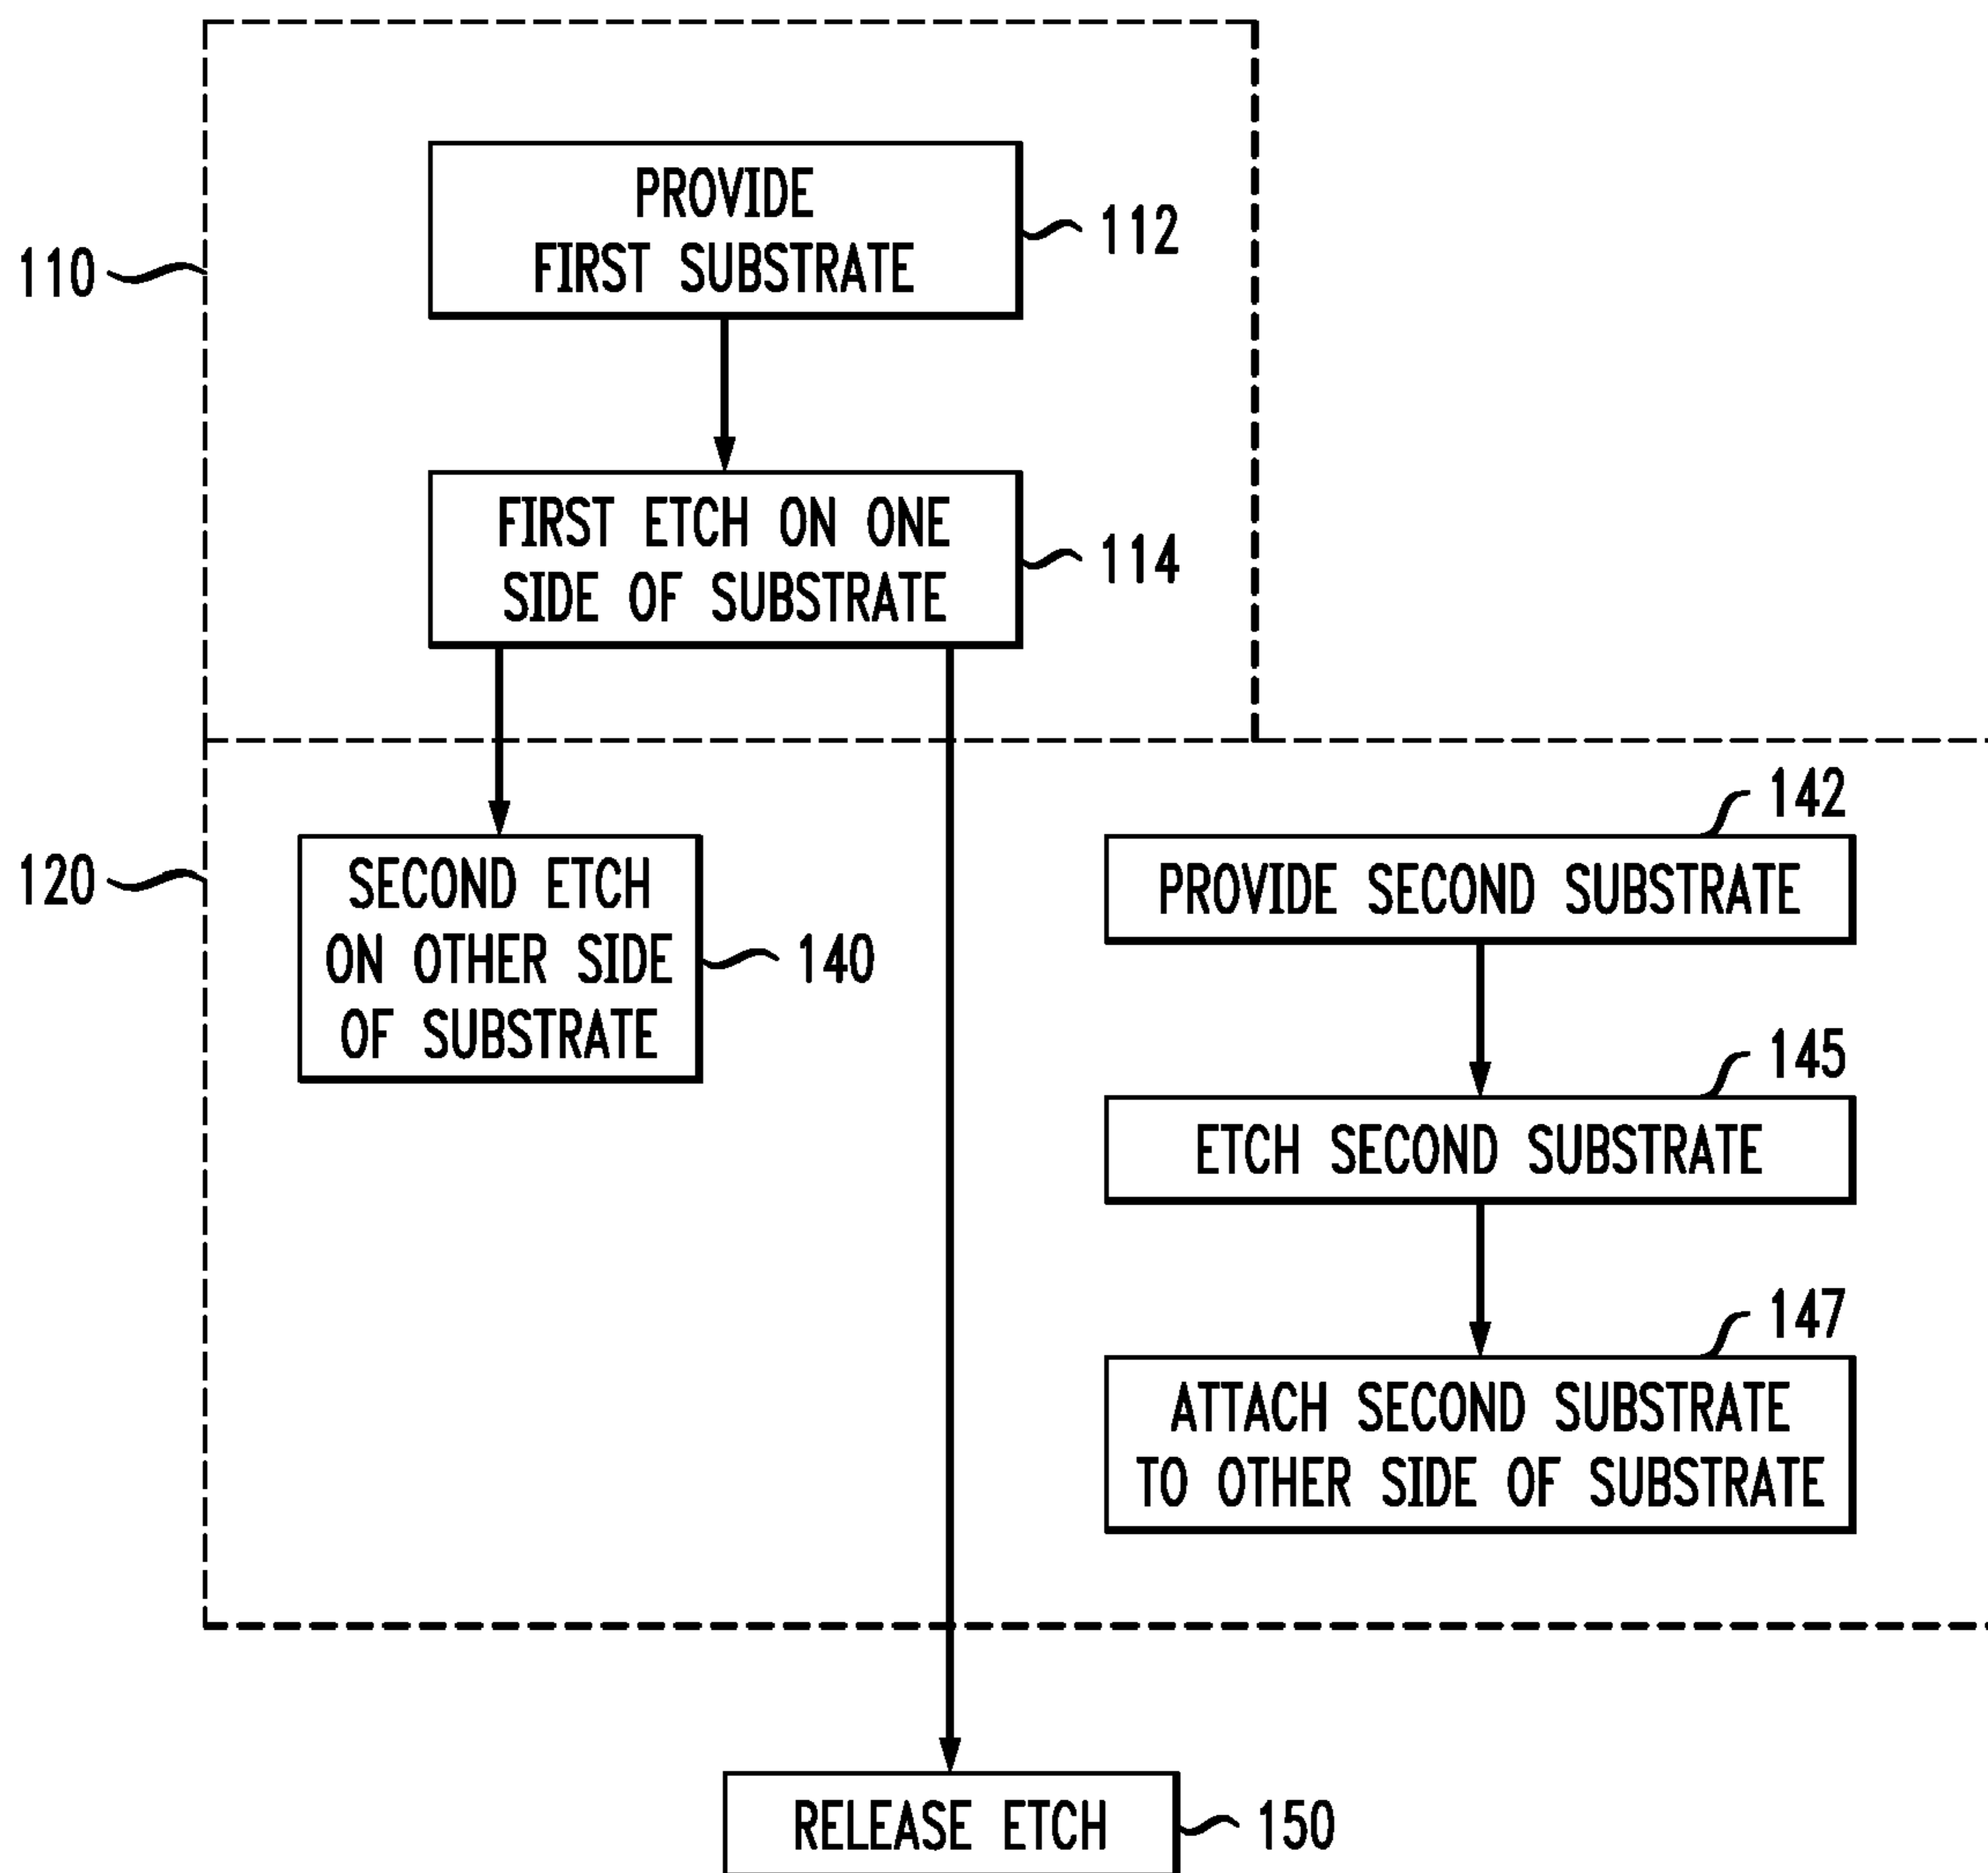 PROVIDE
FIRST SUBSTRATE
112
110
FIRST ETCH ON ONE
SIDE OF SUBSTRATE
114
120
SECOND ETCH
ON OTHER SIDE
OF SUBSTRATE
140
142
PROVIDE SECOND SUBSTRATE
145
ETCH SECOND SUBSTRATE
147
ATTACH SECOND SUBSTRATE
TO OTHER SIDE OF SUBSTRATE
RELEASE ETCH
150